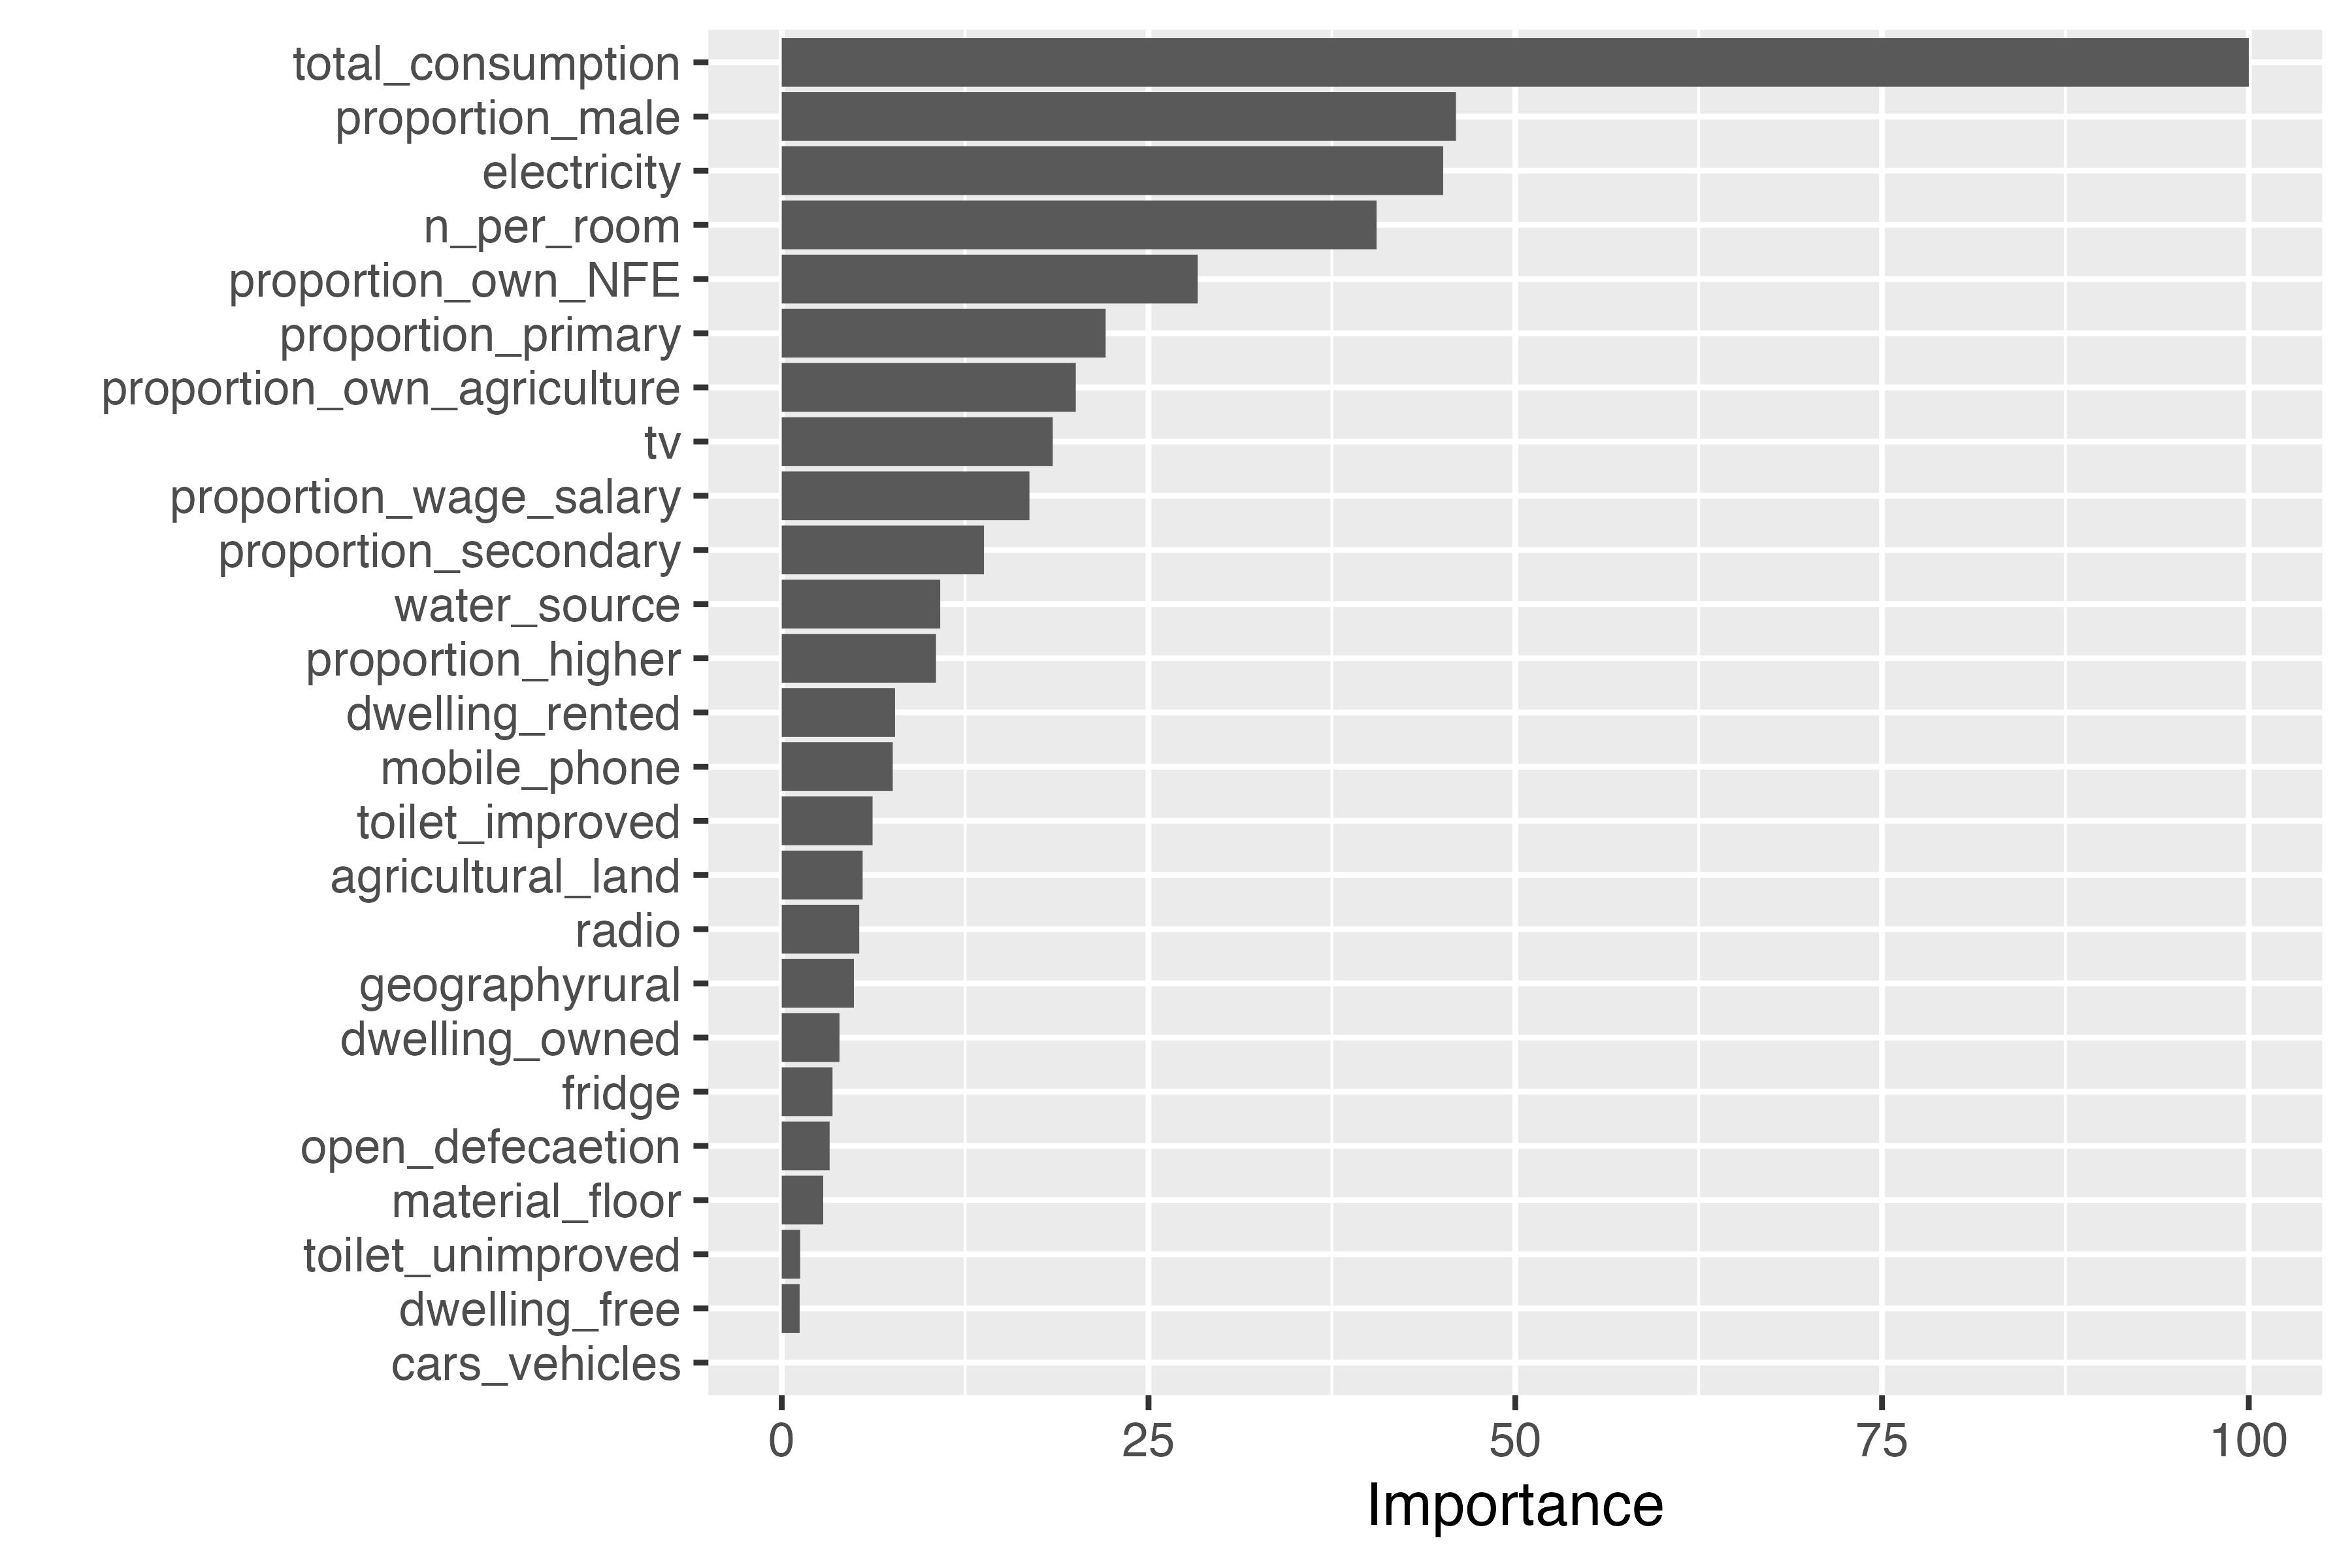 total_consumption
proportion_male
electricity
n_per_room
proportion_own_NFE
proportion_primary
proportion_own_agriculture
tv
proportion_wage_salary
proportion_secondary
water_source
proportion_higher
dwelling_rented
mobile_phone
toilet_improved
agricultural_land
radio
geographyrural
dwelling_owned
fridge
open_defecaetion
material_floor
toilet_unimproved
dwelling_free
cars_vehicles
0 25 50 75 100
Importance